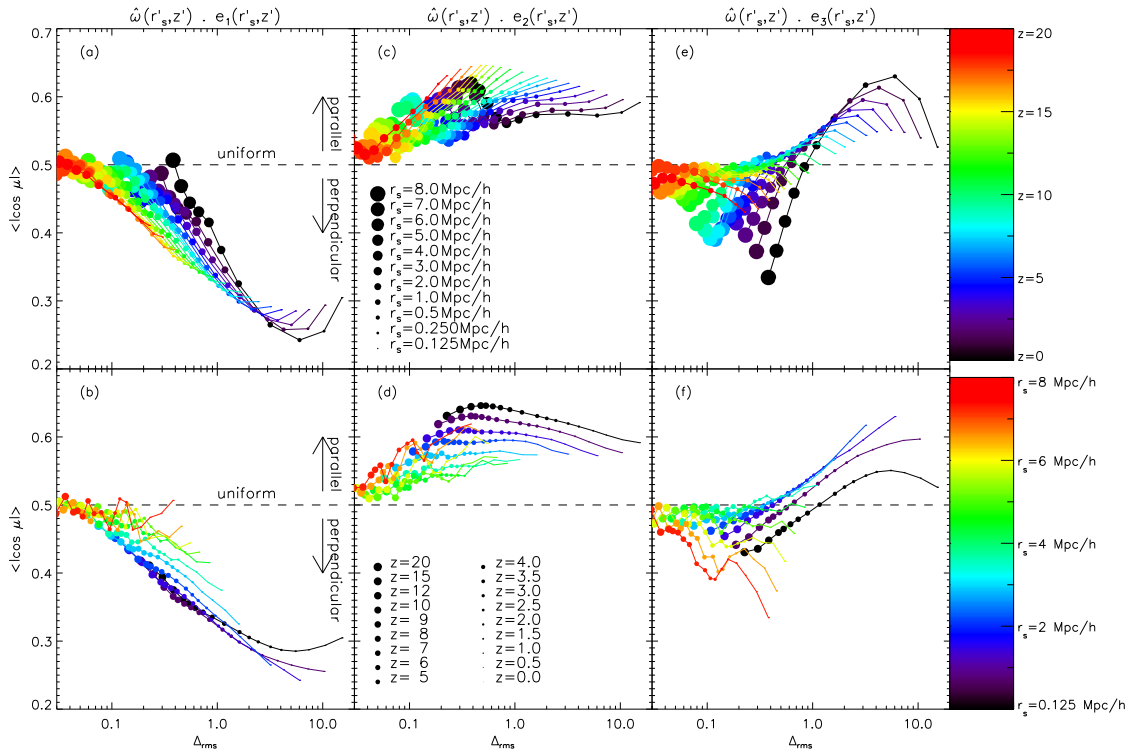 ω̂(r's,z') . e1(r's,z')
ω̂(r's,z') . e2(r's,z')
ω̂(r's,z') . e3(r's,z')
0.7
0.6
0.5
0.4
0.3
0.2
<|cos μ|>
(a)
uniform
parallel
perpendicular
(c)
rs=8.0Mpc/h
rs=7.0Mpc/h
rs=6.0Mpc/h
rs=5.0Mpc/h
rs=4.0Mpc/h
rs=3.0Mpc/h
rs=2.0Mpc/h
rs=1.0Mpc/h
rs=0.5Mpc/h
rs=0.250Mpc/h
rs=0.125Mpc/h
(e)
z=20
z=15
z=10
z=5
z=0
0.6
0.5
0.4
0.3
0.2
<|cos μ|>
(b)
uniform
parallel
perpendicular
(d)
z=20
z=15
z=12
z=10
z= 9
z= 8
z= 7
z= 6
z= 5
z=4.0
z=3.5
z=3.0
z=2.5
z=2.0
z=1.5
z=1.0
z=0.5
z=0.0
(f)
rs=8 Mpc/h
rs=6 Mpc/h
rs=4 Mpc/h
rs=2 Mpc/h
rs=0.125 Mpc/h
0.1 1.0 10.0
0.1 1.0 10.0
0.1 1.0 10.0
Δrms
Δrms
Δrms